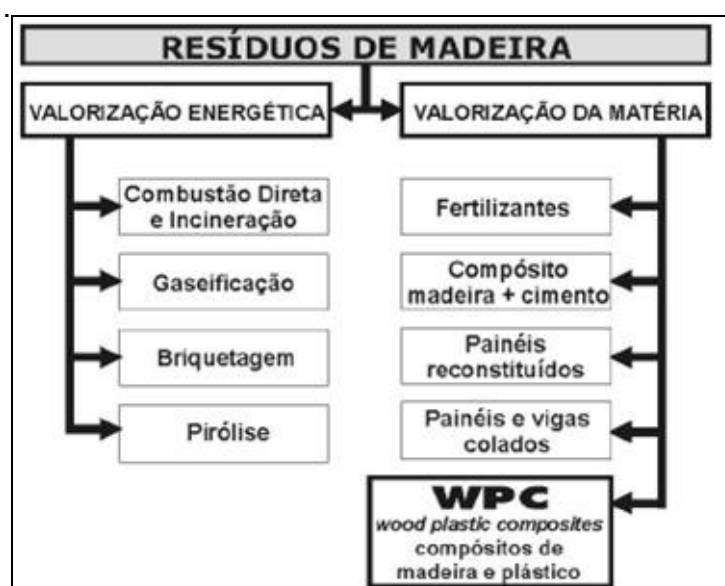 RESÍDUOS DE MADEIRA
VALORIZAÇÃO ENERGÉTICA
Combustão Direta
e Incineração
Gaseificação
Briquetagem
Pirólise
VALORIZAÇÃO DA MATÉRIA
Fertilizantes
Compósito
madeira + cimento
Painéis
reconstituídos
Painéis e vigas
colados
WPC
wood plastic composites
compósitos de
madeira e plástico